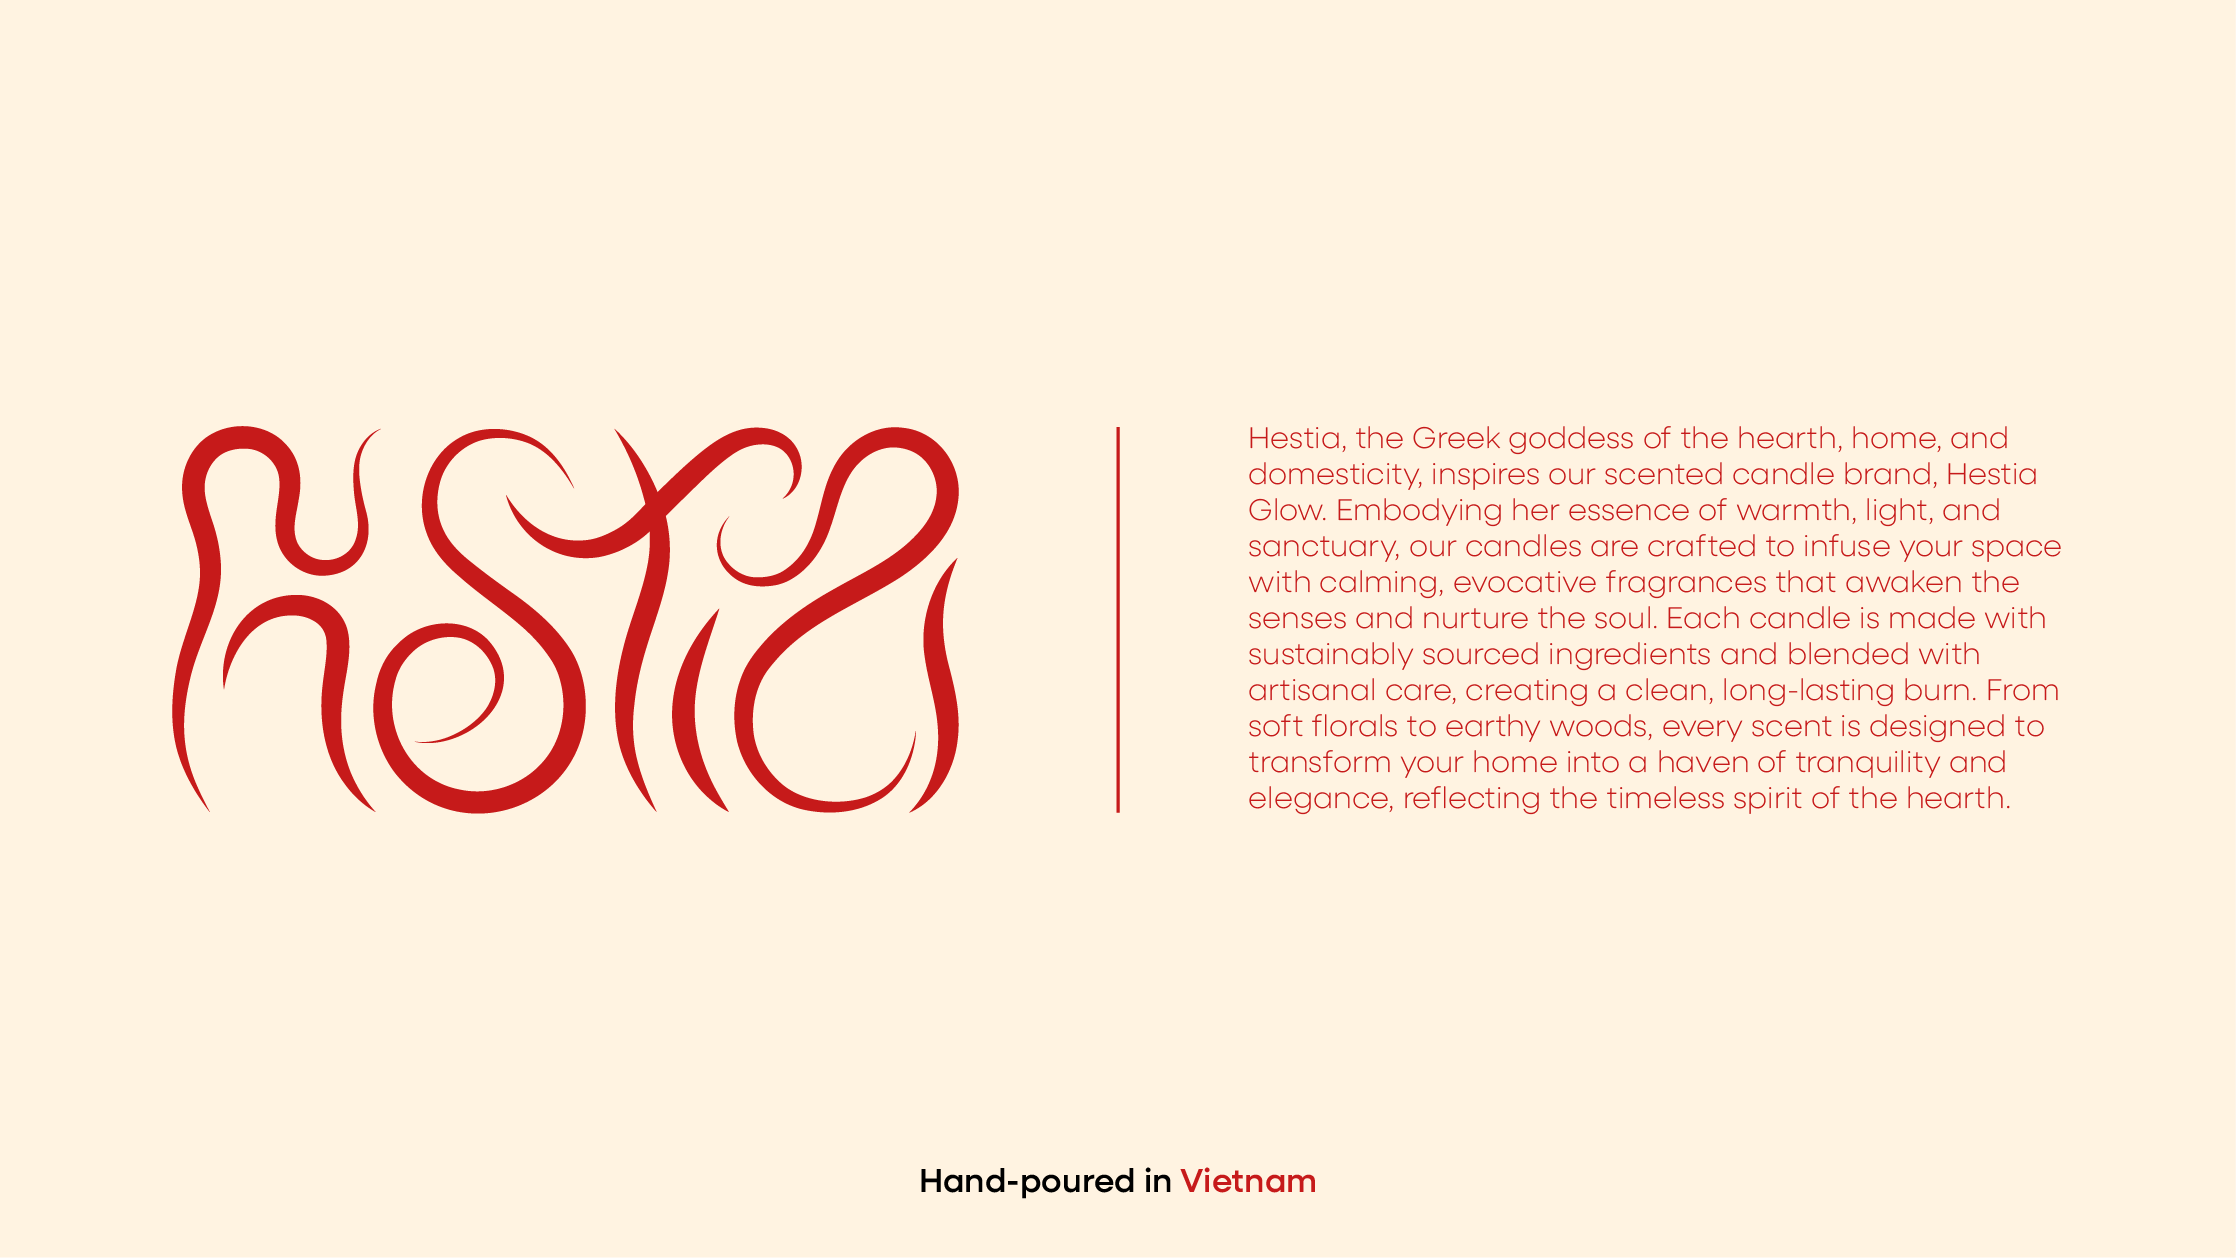 Hestia
Hestia, the Greek goddess of the hearth, home, and
domesticity, inspires our scented candle brand, Hestia
Glow. Embodying her essence of warmth, light, and
sanctuary, our candles are crafted to infuse your space
with calming, evocative fragrances that awaken the
senses and nurture the soul. Each candle is made with
sustainably sourced ingredients and blended with
artisanal care, creating a clean, long-lasting burn. From
soft florals to earthy woods, every scent is designed to
transform your home into a haven of tranquility and
elegance, reflecting the timeless spirit of the hearth.
Hand-poured in Vietnam